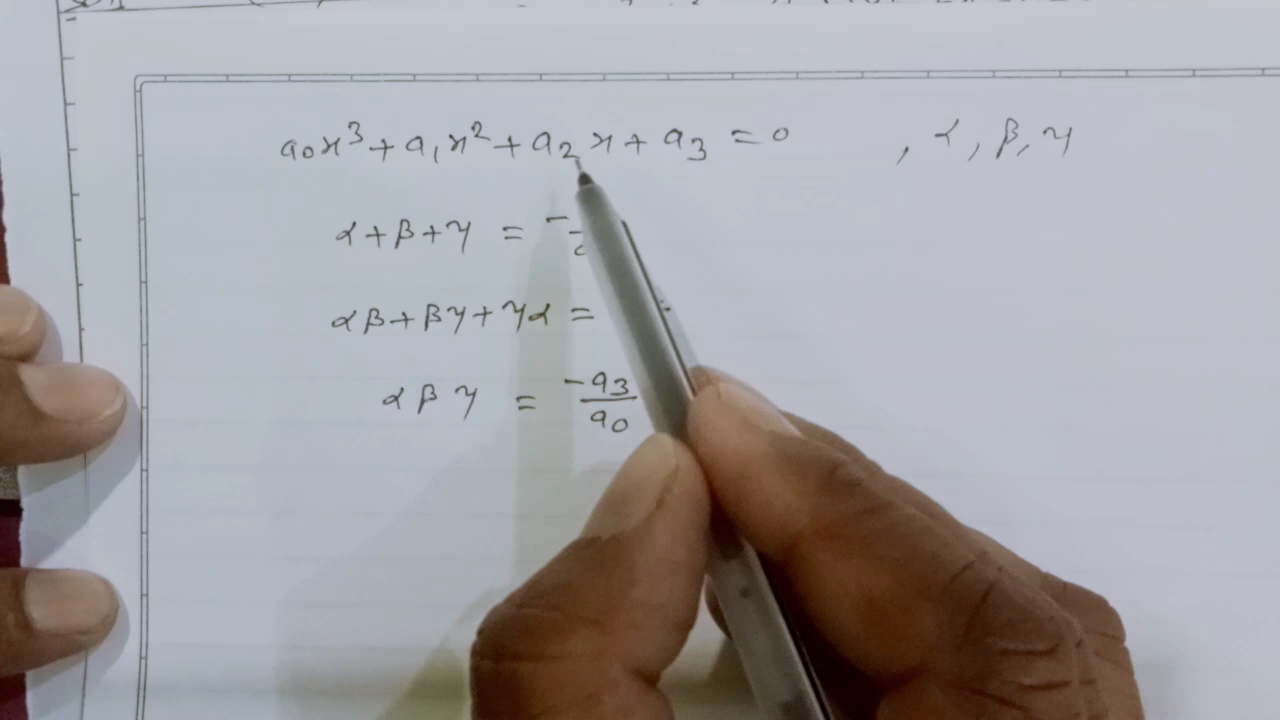 a₀x³ + a₁x² + a₂x + a₃ = 0 , α, β, γ
α + β + γ = -
αβ + βγ + γα =
αβγ = -a₃/a₀